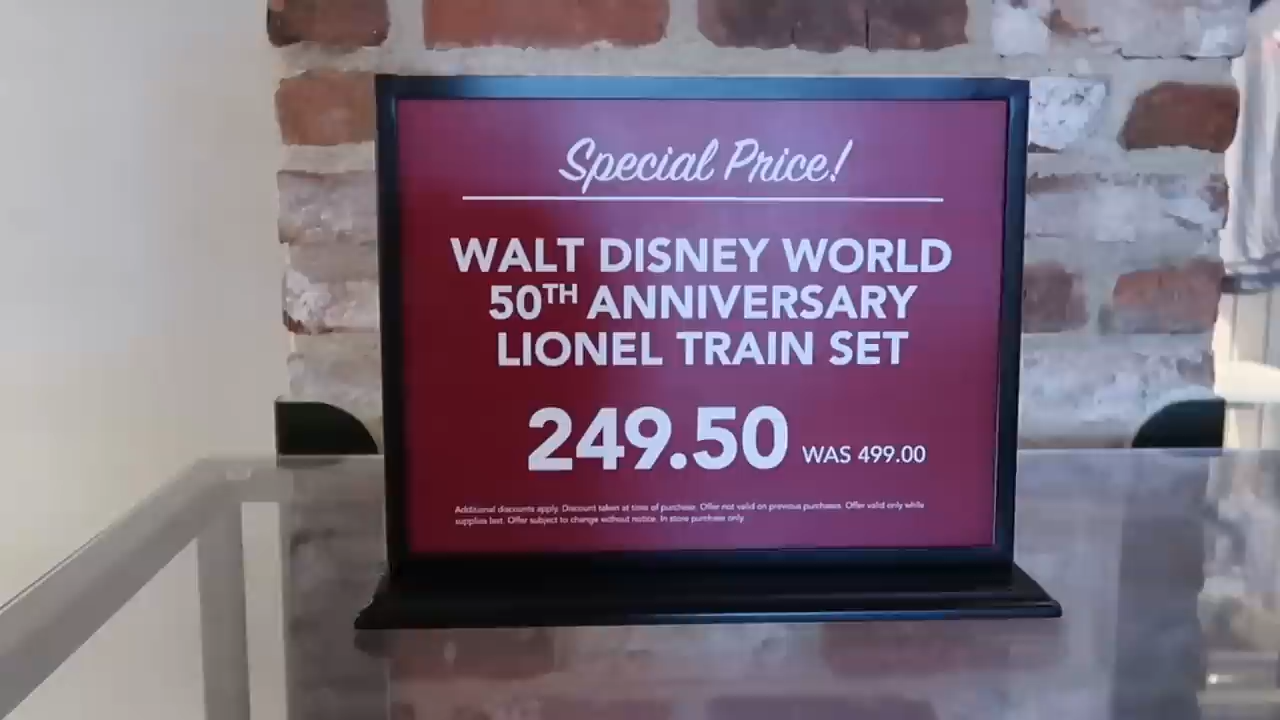 Special Price!
WALT DISNEY WORLD
50TH ANNIVERSARY
LIONEL TRAIN SET
249.50 WAS 499.00
Additional discounts apply. Discount taken at time of purchase. Offer not valid on previous purchases. Offer valid only while
supplies last. Offer subject to change without notice. In store purchase only.